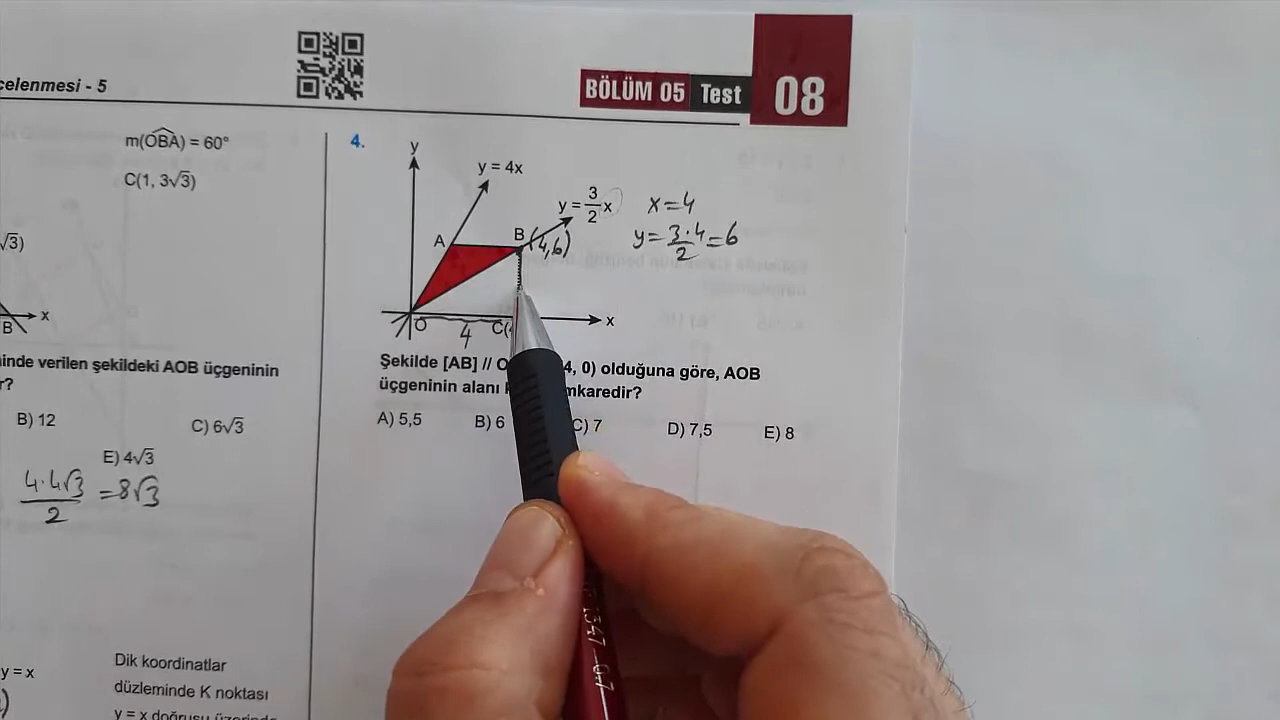 çelenmesi - 5
BÖLÜM 05 Test 08
m(OBA) = 60°
C(1, 3√3)
√3)
x
B
inde verilen şekildeki AOB üçgeninin
r?
B) 12
C) 6√3
E) 4√3
4.4√3/2 = 8√3
y = x
Dik koordinatlar
düzleminde K noktası
y = x doğrusu üzerinde
4.
y
y = 4x
y = 3/2 x
x = 4
y = 3.4/2 = 6
A
B (4,6)
O
4
C(
x
Şekilde [AB] // O 4, 0) olduğuna göre, AOB
üçgeninin alanı mkaredir?
A) 5,5
B) 6
C) 7
D) 7,5
E) 8